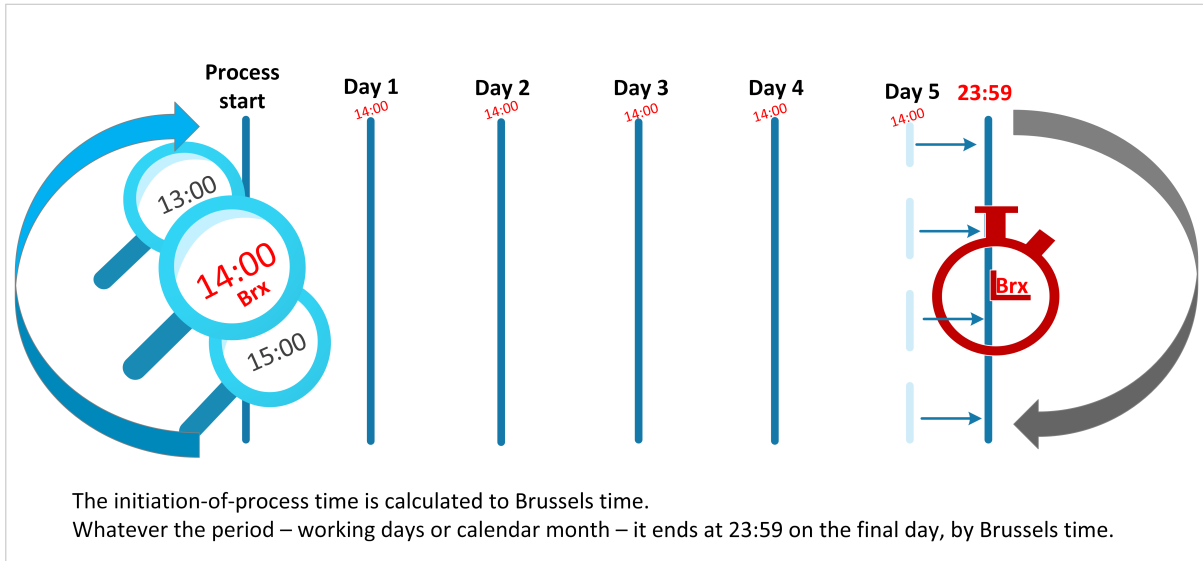 Process
start
Day 1
14:00
Day 2
14:00
Day 3
14:00
Day 4
14:00
Day 5
14:00
23:59
13:00
14:00
Brx
15:00
Brx
The initiation-of-process time is calculated to Brussels time.
Whatever the period – working days or calendar month – it ends at 23:59 on the final day, by Brussels time.